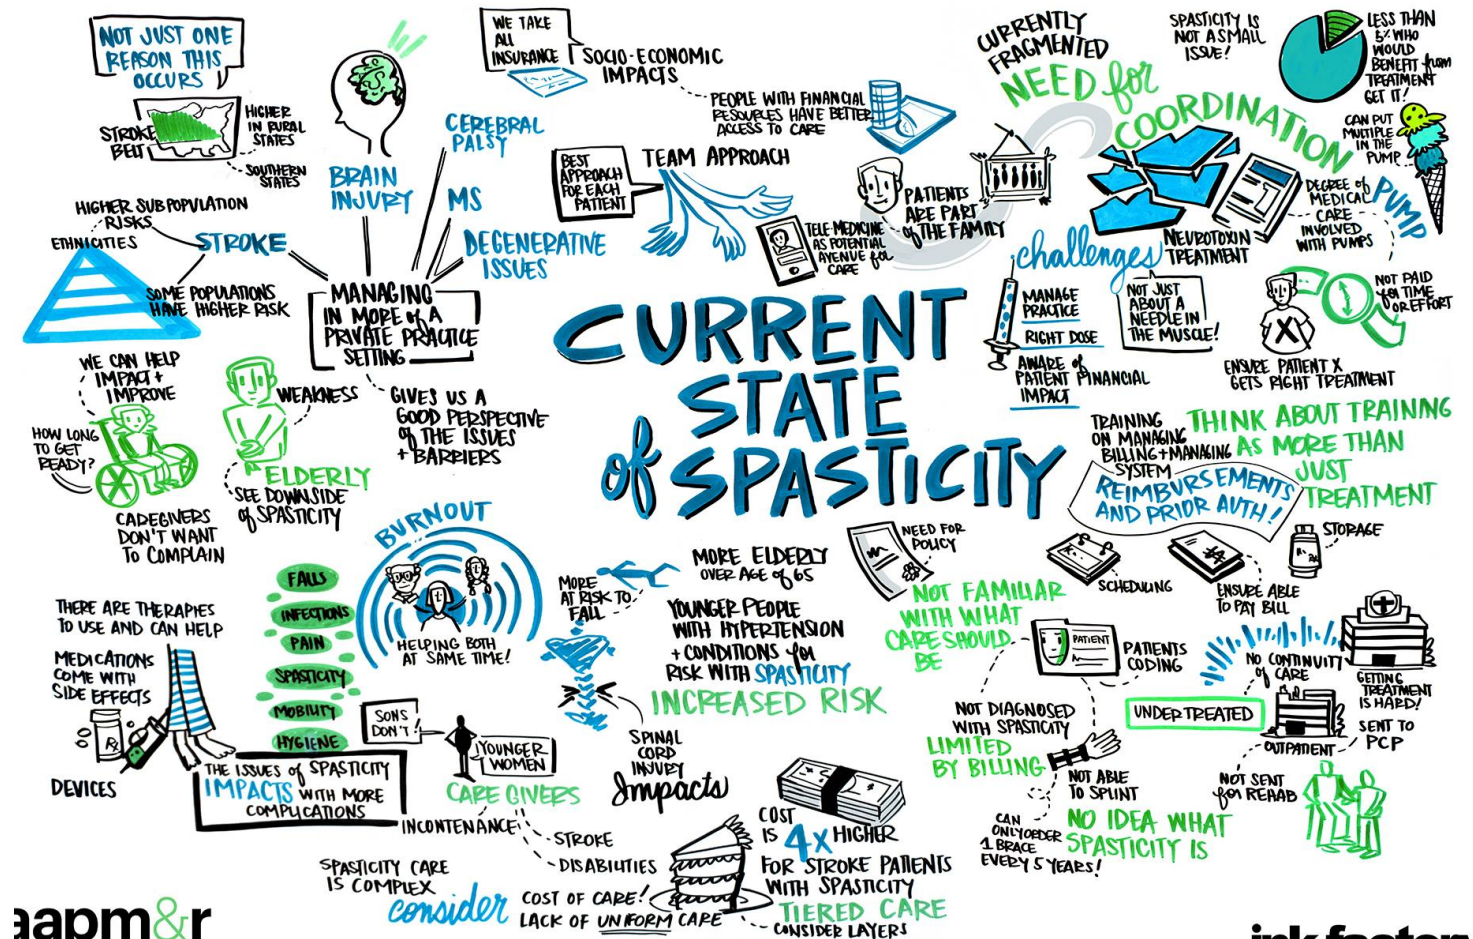 NOT JUST ONE
REASON THIS
OCCURS
STROKE
BELT
HIGHER
IN RURAL
STATES
SOUTHERN
STATES
BRAIN
INJURY
CEREBRAL
PALSY
MS
DEGENERATIVE
ISSUES
HIGHER SUBPOPULATION
RISKS
ETHNICITIES
STROKE
SOME POPULATIONS
HAVE HIGHER RISK
MANAGING
IN MORE of A
PRIVATE PRACTICE
SETTING
GIVES US A
GOOD PERSPECTIVE
of THE ISSUES
+ BARRIERS
WE TAKE
ALL
INSURANCE
SOCIO-ECONOMIC
IMPACTS
PEOPLE WITH FINANCIAL
RESOURCES HAVE BETTER
ACCESS TO CARE
BEST
APPROACH
FOR EACH
PATIENT
TEAM APPROACH
TELE-MEDICINE
AS POTENTIAL
AVENUE for
CARE
PATIENTS
ARE PART
of THE FAMILY
CURRENTLY
FRAGMENTED
NEED for
COORDINATION
SPASTICITY IS
NOT A SMALL
ISSUE!
LESS THAN
5% WHO
WOULD
BENEFIT from
TREATMENT
GET IT!
CAN PUT
MULTIPLE
IN THE
PUMP
PUMP
DEGREE of
MEDICAL
CARE
INVOLVED
WITH PUMPS
challenges
NEUROTOXIN
TREATMENT
MANAGE
PRACTICE
RIGHT DOSE
AWARE of
PATIENT FINANCIAL
IMPACT
NOT JUST
ABOUT A
NEEDLE IN
THE MUSCLE!
X
NOT PAID
for TIME
OR EFFORT
ENSURE PATIENT X
GETS RIGHT TREATMENT
CURRENT
STATE
of SPASTICITY
WE CAN HELP
IMPACT +
IMPROVE
HOW LONG
TO GET
READY?
CAREGIVERS
DON'T WANT
TO COMPLAIN
WEAKNESS
ELDERLY
SEE DOWNSIDE
of SPASTICITY
BURNOUT
HELPING BOTH
AT SAME TIME!
FALLS
INFECTIONS
PAIN
SPASTICITY
MOBILITY
HYGIENE
THERE ARE THERAPIES
TO USE AND CAN HELP
MEDICATIONS
COME WITH
SIDE EFFECTS
Rx
DEVICES
THE ISSUES of SPASTICITY
IMPACTS WITH MORE
COMPLICATIONS
SONS
DON'T!
YOUNGER
WOMEN
CARE GIVERS
INCONTENANCE
STROKE
DISABILITIES
MORE
AT RISK TO
FALL
MORE ELDERLY
OVER AGE of 65
YOUNGER PEOPLE
WITH HYPERTENSION
+ CONDITIONS for
RISK WITH SPASTICITY
INCREASED RISK
SPINAL
CORD
INJURY
Impacts
SPASTICITY CARE
IS COMPLEX
consider
COST OF CARE!
LACK OF UNIFORM CARE
COST
IS 4X HIGHER
FOR STROKE PATIENTS
WITH SPASTICITY
TIERED CARE
CONSIDER LAYERS
TRAINING
ON MANAGING
BILLING + MANAGING
SYSTEM
THINK ABOUT TRAINING
AS MORE THAN
JUST
TREATMENT
REIMBURSEMENTS
AND PRIOR AUTH!
NEED FOR
POLICY
SCHEDULING
ENSURE ABLE
TO PAY BILL
STORAGE
NOT FAMILIAR
WITH WHAT
CARE SHOULD
BE
PATIENT
PATIENTS
CODING
NOT DIAGNOSED
WITH SPASTICITY
LIMITED
BY BILLING
NOT ABLE
TO SPLINT
CAN
ONLY ORDER
1 BRACE
EVERY 5 YEARS!
NO IDEA WHAT
SPASTICITY IS
UNDERTREATED
NO CONTINUITY
of CARE
GETTING
TREATMENT
IS HARD!
OUTPATIENT
SENT TO
PCP
NOT SENT
for REHAB
aapm&r
ink factory